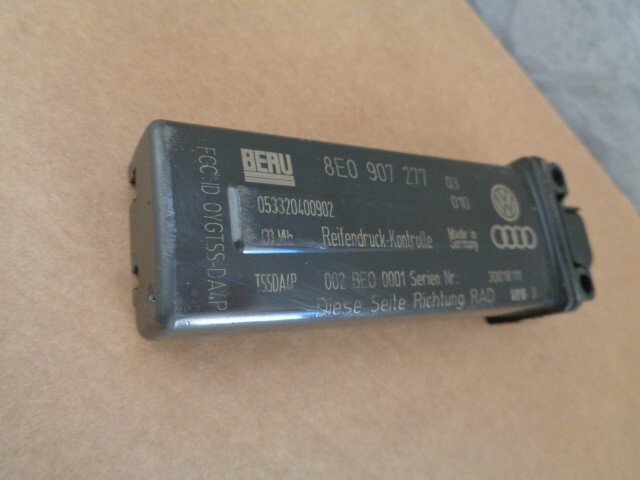 BERU 8E0 907 277 03
010
053320400902
Reifendruck-Kontrolle Made in Germany
TSSDA4P 002 BE0 0001 Serien Nr.:
Diese Seite Richtung RAD
FCC ID OYGTSS-DA4P